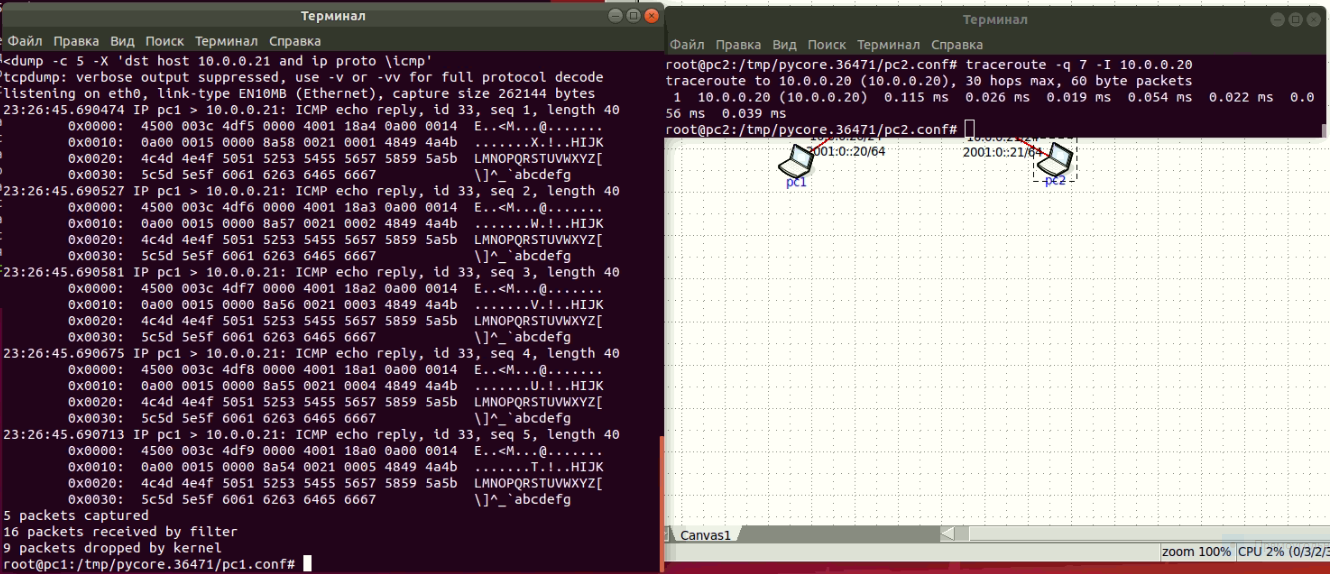 Терминал
Файл Правка Вид Поиск Терминал Справка
<dump -c 5 -X 'dst host 10.0.0.21 and ip proto \icmp'
tcpdump: verbose output suppressed, use -v or -vv for full protocol decode
listening on eth0, link-type EN10MB (Ethernet), capture size 262144 bytes
23:26:45.690474 IP pc1 > 10.0.0.21: ICMP echo reply, id 33, seq 1, length 40
0x0000: 4500 003c 4df5 0000 4001 18a4 0a00 0014 E..<M...@.......
0x0010: 0a00 0015 0000 8a58 0021 0001 4849 4a4b .......X.!..HIJK
0x0020: 4c4d 4e4f 5051 5253 5455 5657 5859 5a5b LMNOPQRSTUVWXYZ[
0x0030: 5c5d 5e5f 6061 6263 6465 6667 \]^_`abcdefg
23:26:45.690527 IP pc1 > 10.0.0.21: ICMP echo reply, id 33, seq 2, length 40
0x0000: 4500 003c 4df6 0000 4001 18a3 0a00 0014 E..<M...@.......
0x0010: 0a00 0015 0000 8a57 0021 0002 4849 4a4b .......W.!..HIJK
0x0020: 4c4d 4e4f 5051 5253 5455 5657 5859 5a5b LMNOPQRSTUVWXYZ[
0x0030: 5c5d 5e5f 6061 6263 6465 6667 \]^_`abcdefg
23:26:45.690581 IP pc1 > 10.0.0.21: ICMP echo reply, id 33, seq 3, length 40
0x0000: 4500 003c 4df7 0000 4001 18a2 0a00 0014 E..<M...@.......
0x0010: 0a00 0015 0000 8a56 0021 0003 4849 4a4b .......V.!..HIJK
0x0020: 4c4d 4e4f 5051 5253 5455 5657 5859 5a5b LMNOPQRSTUVWXYZ[
0x0030: 5c5d 5e5f 6061 6263 6465 6667 \]^_`abcdefg
23:26:45.690675 IP pc1 > 10.0.0.21: ICMP echo reply, id 33, seq 4, length 40
0x0000: 4500 003c 4df8 0000 4001 18a1 0a00 0014 E..<M...@.......
0x0010: 0a00 0015 0000 8a55 0021 0004 4849 4a4b .......U.!..HIJK
0x0020: 4c4d 4e4f 5051 5253 5455 5657 5859 5a5b LMNOPQRSTUVWXYZ[
0x0030: 5c5d 5e5f 6061 6263 6465 6667 \]^_`abcdefg
23:26:45.690713 IP pc1 > 10.0.0.21: ICMP echo reply, id 33, seq 5, length 40
0x0000: 4500 003c 4df9 0000 4001 18a0 0a00 0014 E..<M...@.......
0x0010: 0a00 0015 0000 8a54 0021 0005 4849 4a4b .......T.!..HIJK
0x0020: 4c4d 4e4f 5051 5253 5455 5657 5859 5a5b LMNOPQRSTUVWXYZ[
0x0030: 5c5d 5e5f 6061 6263 6465 6667 \]^_`abcdefg
5 packets captured
16 packets received by filter
9 packets dropped by kernel
root@pc1:/tmp/pycore.36471/pc1.conf#
Терминал
Файл Правка Вид Поиск Терминал Справка
root@pc2:/tmp/pycore.36471/pc2.conf# traceroute -q 7 -I 10.0.0.20
traceroute to 10.0.0.20 (10.0.0.20), 30 hops max, 60 byte packets
1 10.0.0.20 (10.0.0.20) 0.115 ms 0.026 ms 0.019 ms 0.054 ms 0.022 ms 0.0
56 ms 0.039 ms
root@pc2:/tmp/pycore.36471/pc2.conf#
2001:0::20/64
pc1
2001:0::21/64
pc2
Canvas1
zoom 100%
CPU 2% (0/3/2/3